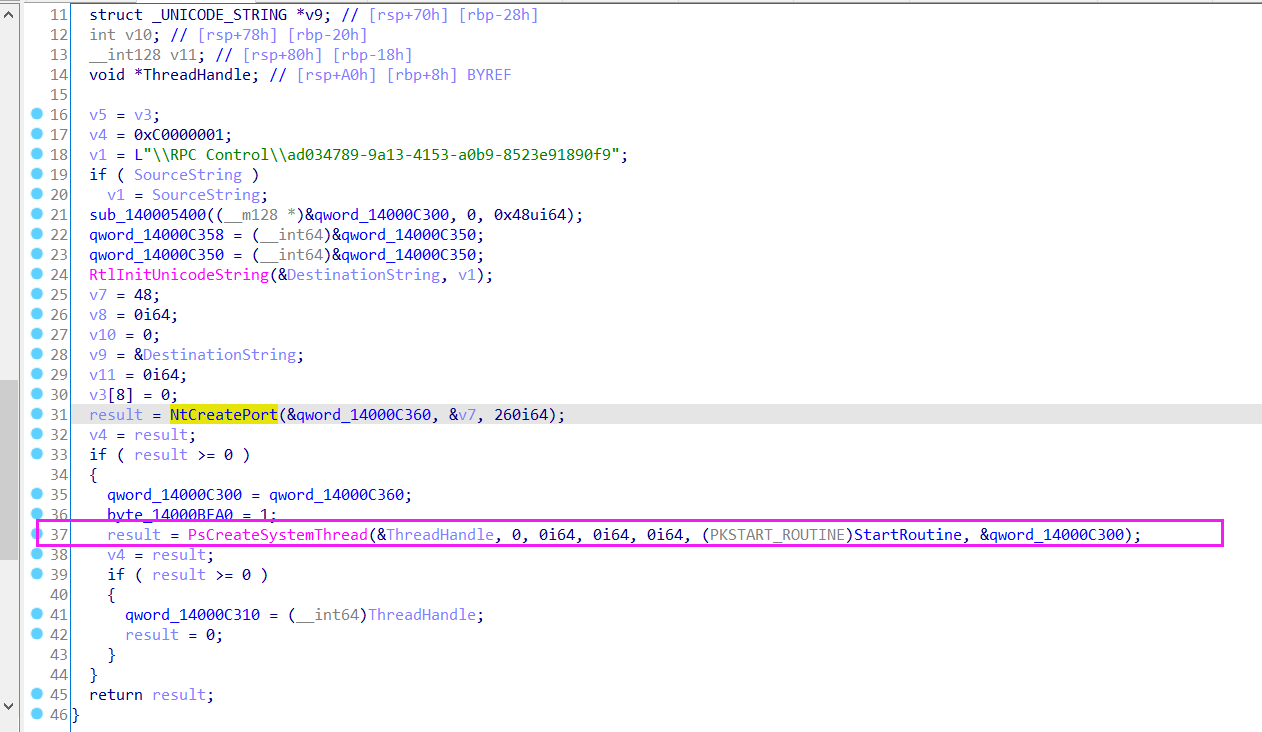 11 struct _UNICODE_STRING *v9; // [rsp+70h] [rbp-28h]
12 int v10; // [rsp+78h] [rbp-20h]
13 __int128 v11; // [rsp+80h] [rbp-18h]
14 void *ThreadHandle; // [rsp+A0h] [rbp+8h] BYREF
15
16 v5 = v3;
17 v4 = 0xC0000001;
18 v1 = L"\\RPC Control\\ad034789-9a13-4153-a0b9-8523e91890f9";
19 if ( SourceString )
20 v1 = SourceString;
21 sub_140005400((__m128 *)&qword_14000C300, 0, 0x48ui64);
22 qword_14000C358 = (__int64)&qword_14000C350;
23 qword_14000C350 = (__int64)&qword_14000C350;
24 RtlInitUnicodeString(&DestinationString, v1);
25 v7 = 48;
26 v8 = 0i64;
27 v10 = 0;
28 v9 = &DestinationString;
29 v11 = 0i64;
30 v3[8] = 0;
31 result = NtCreatePort(&qword_14000C360, &v7, 260i64);
32 v4 = result;
33 if ( result >= 0 )
34 {
35 qword_14000C300 = qword_14000C360;
36 byte_14000BEA0 = 1;
37 result = PsCreateSystemThread(&ThreadHandle, 0, 0i64, 0i64, 0i64, (PKSTART_ROUTINE)StartRoutine, &qword_14000C300);
38 v4 = result;
39 if ( result >= 0 )
40 {
41 qword_14000C310 = (__int64)ThreadHandle;
42 result = 0;
43 }
44 }
45 return result;
46 }